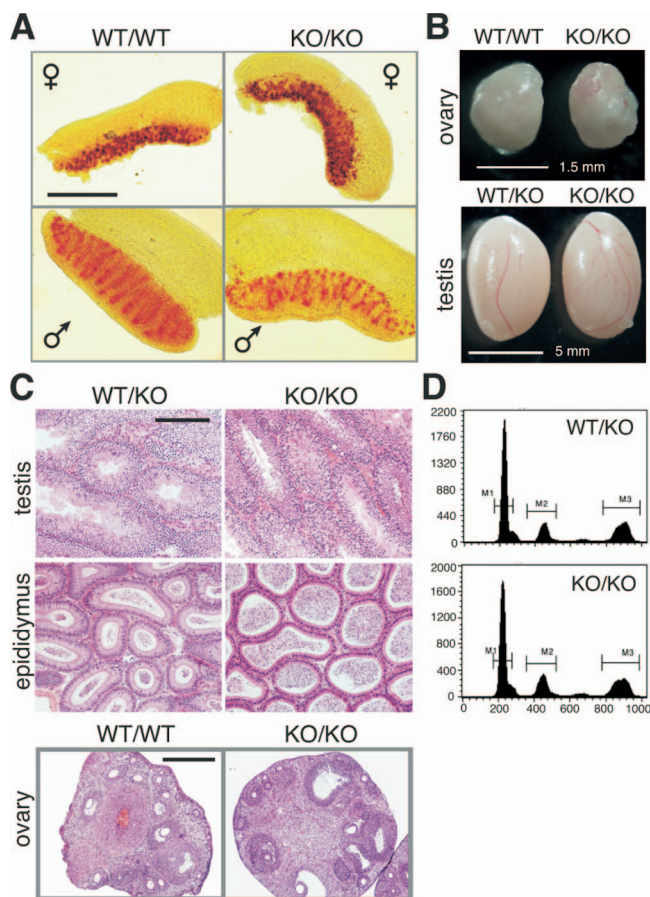 A
WT/WT KO/KO
♀ ♀
♂ ♂
B
WT/WT KO/KO
ovary
1.5 mm
WT/KO KO/KO
testis
5 mm
C
WT/KO KO/KO
testis
epididymus
WT/WT KO/KO
ovary
D
2200
1760
1320
880
440
0
WT/KO
M1 M2 M3
2000
1600
1200
800
400
0
KO/KO
M1 M2 M3
0 200 400 600 800 1000